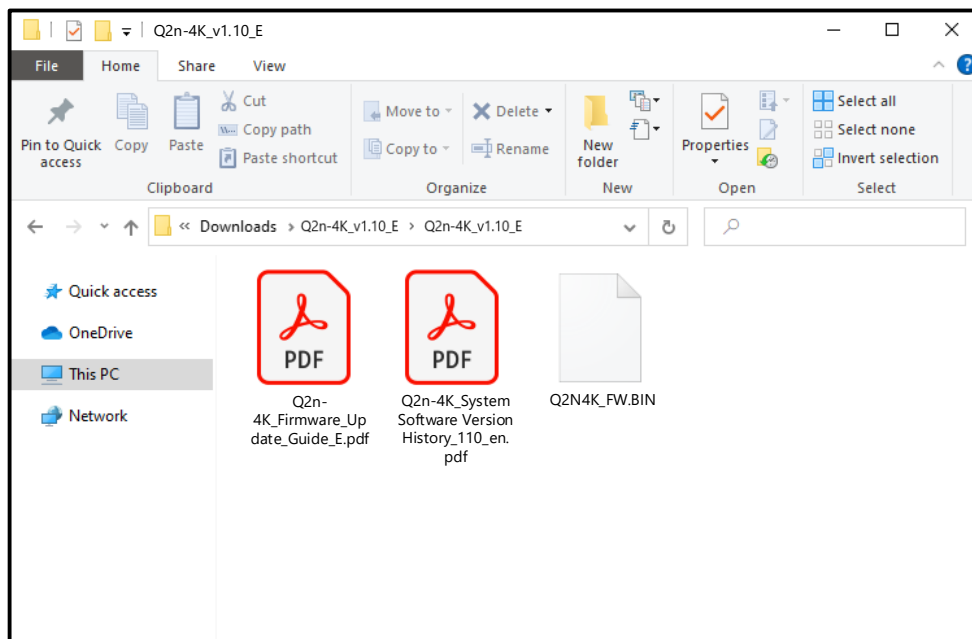 Q2n-4K_v1.10_E
File Home Share View
Pin to Quick access
Copy
Paste
Cut
Copy path
Paste shortcut
Clipboard
Move to
Copy to
Delete
Rename
Organize
New folder
New
Properties
Open
Select all
Select none
Invert selection
Select
« Downloads > Q2n-4K_v1.10_E > Q2n-4K_v1.10_E
Quick access
OneDrive
This PC
Network
PDF
Q2n-
4K_Firmware_Up
date_Guide_E.pdf
PDF
Q2n-4K_System
Software Version
History_110_en.
pdf
Q2N4K_FW.BIN